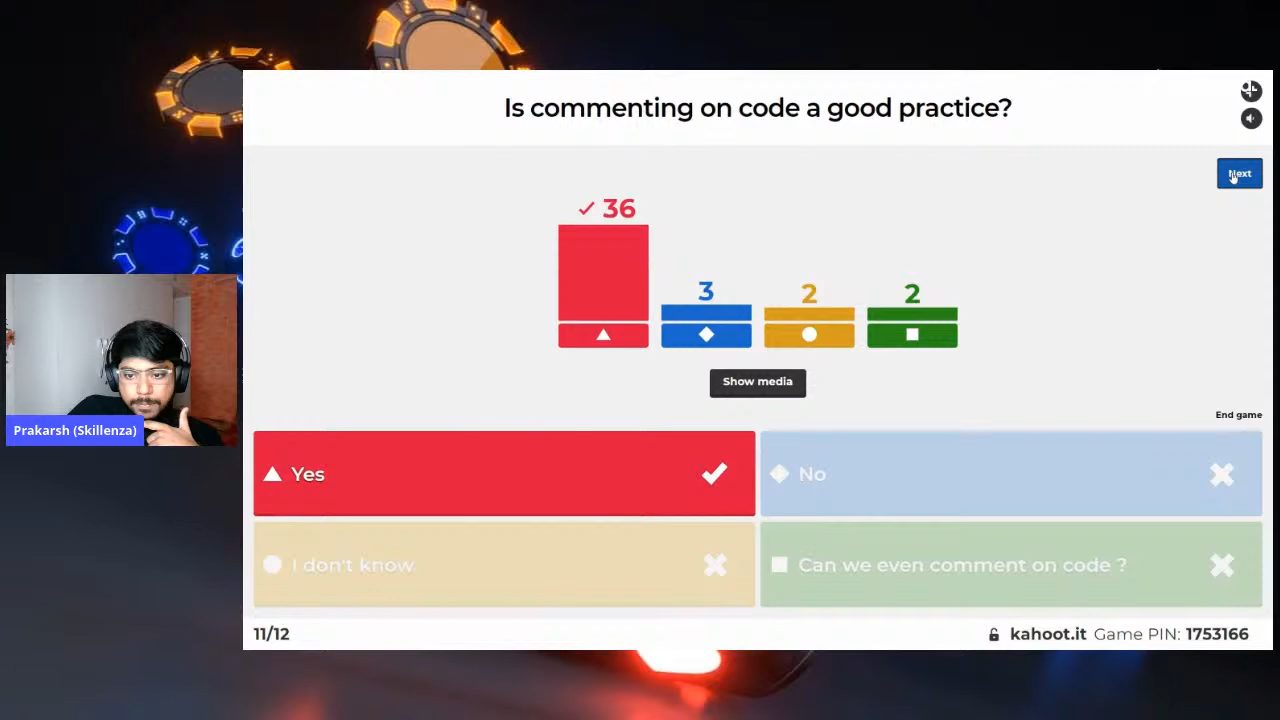 Is commenting on code a good practice?
Next
36
3
2
2
Show media
End game
Prakarsh (Skillenza)
Yes
No
I don't know
Can we even comment on code ?
11/12
kahoot.it Game PIN: 1753166